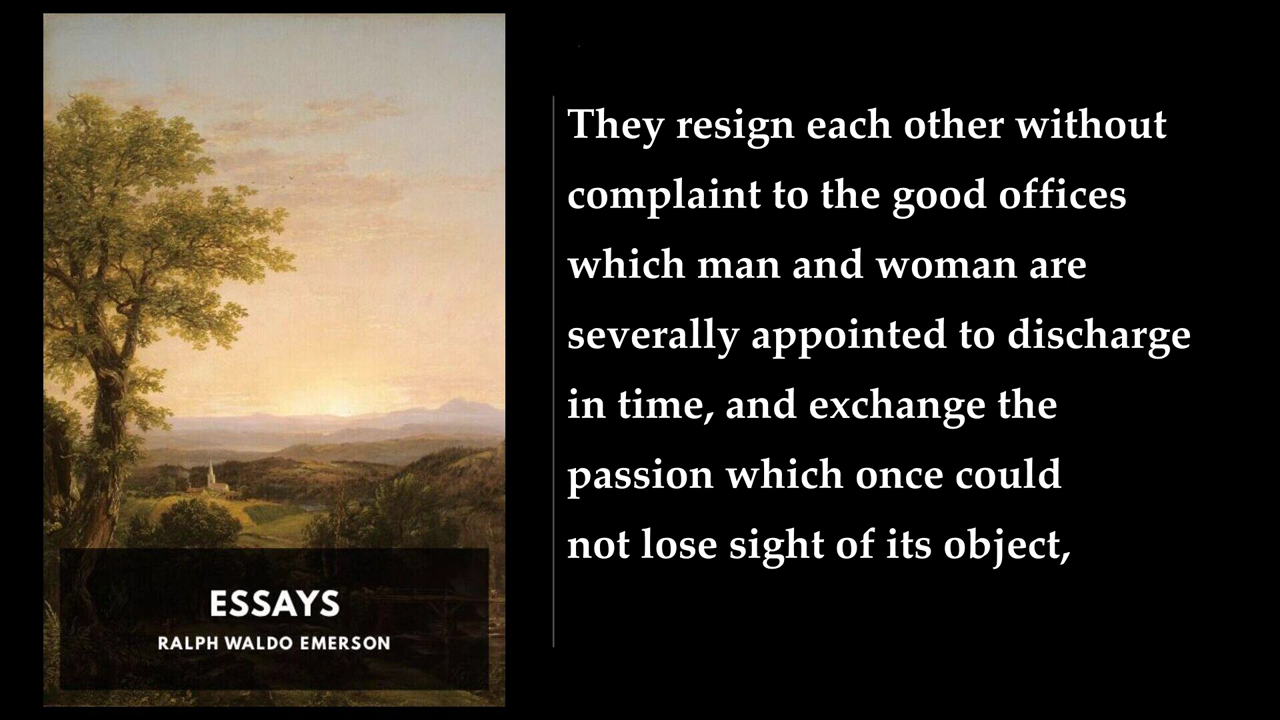 ESSAYS
RALPH WALDO EMERSON
They resign each other without
complaint to the good offices
which man and woman are
severally appointed to discharge
in time, and exchange the
passion which once could
not lose sight of its object,